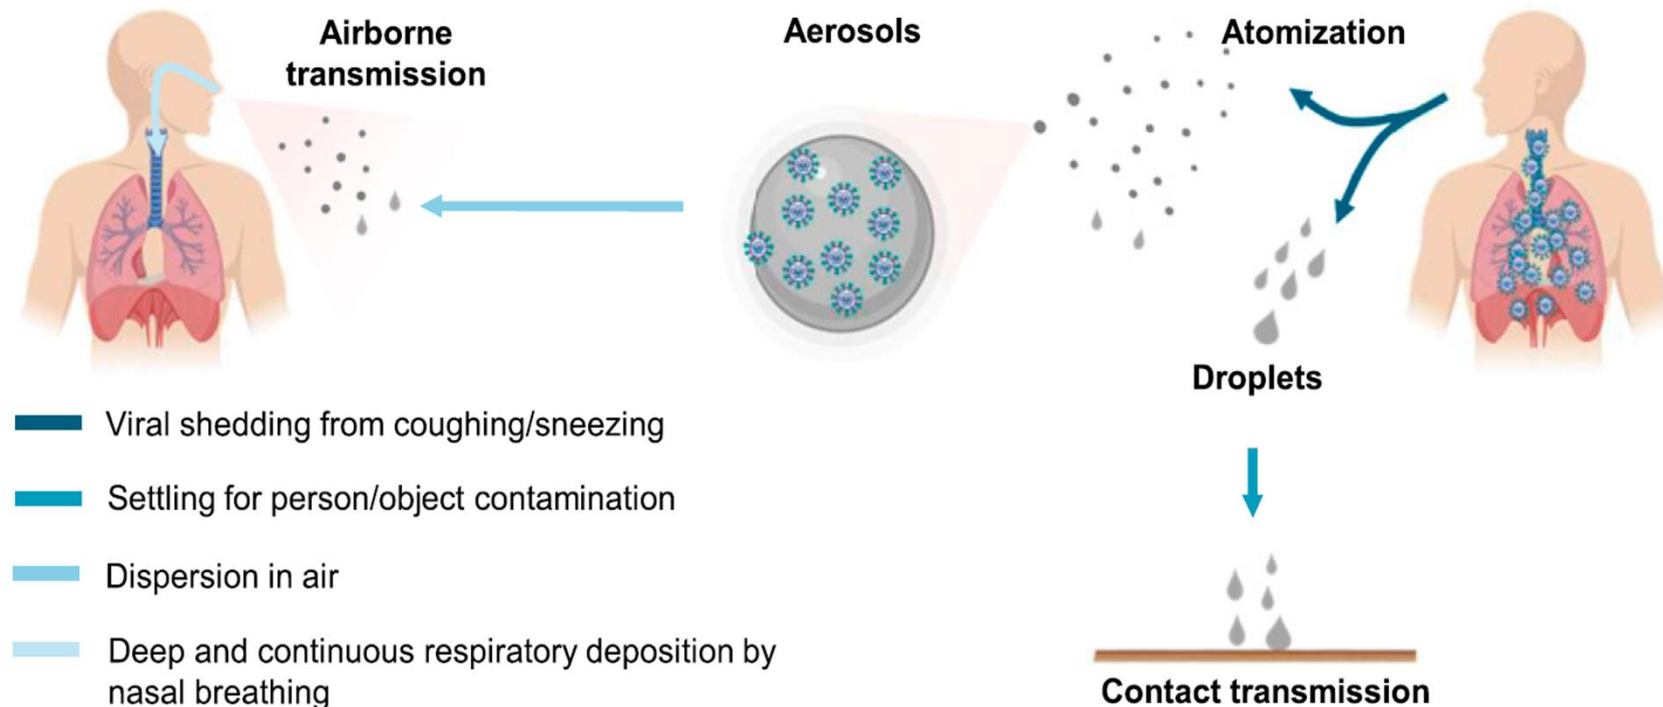 Airborne
transmission
Aerosols
Atomization
Droplets
Viral shedding from coughing/sneezing
Settling for person/object contamination
Dispersion in air
Deep and continuous respiratory deposition by
nasal breathing
Contact transmission